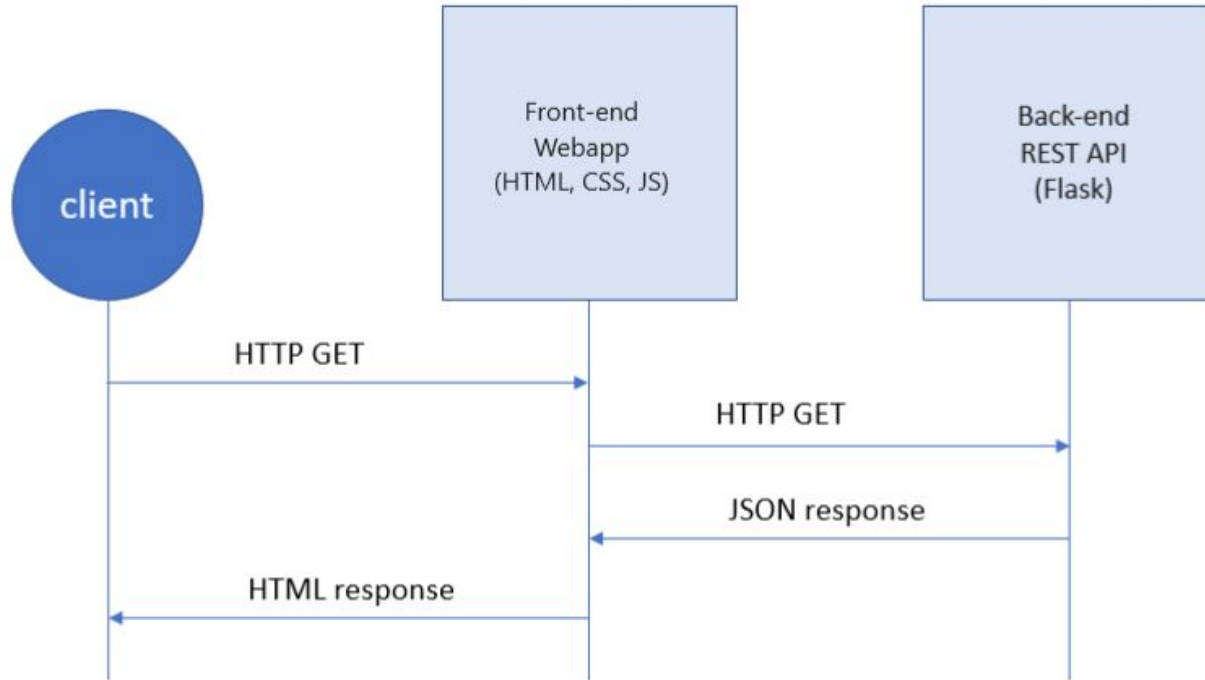 client
Front-end
Webapp
(HTML, CSS, JS)
Back-end
REST API
(Flask)
HTTP GET
HTTP GET
JSON response
HTML response